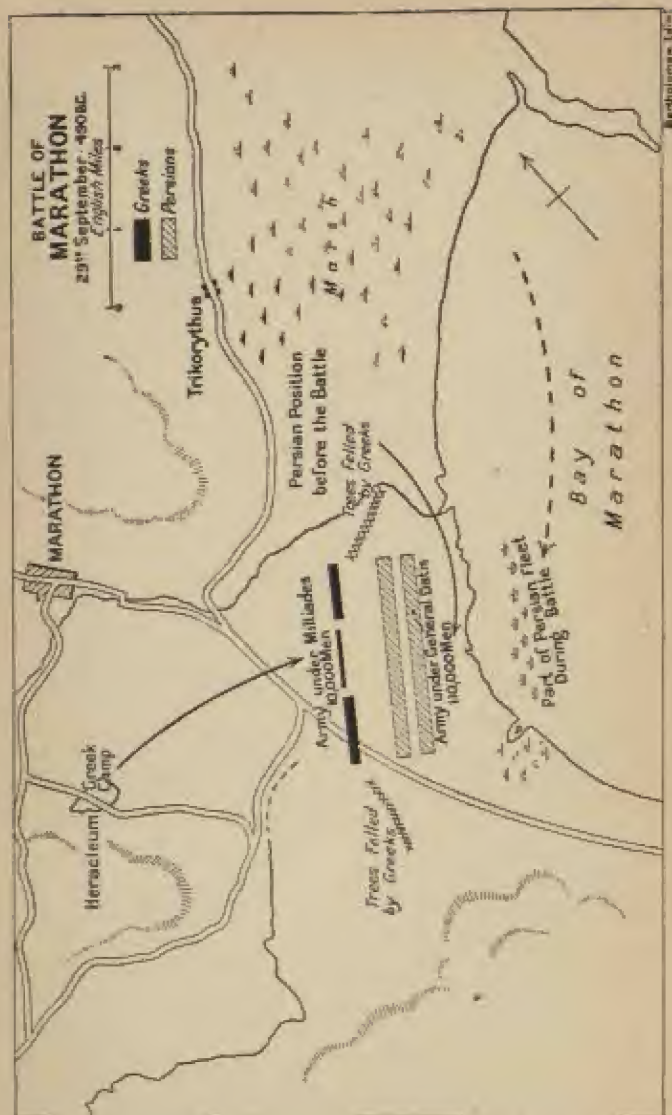 BATTLE OF
MARATHON
29th September. 490 B.C.
English Miles
Greeks
Persians
MARATHON
Trikorythus
Heracleum
Greek
Camp
Persian Position
before the Battle
Marsh
Trees Felled
by Greeks
Army under Miltiades
10,000 Men
Army under General Datis
110,000 Men
Trees Felled
by Greeks
Part of Persian Fleet
During Battle
Bay of
Marathon